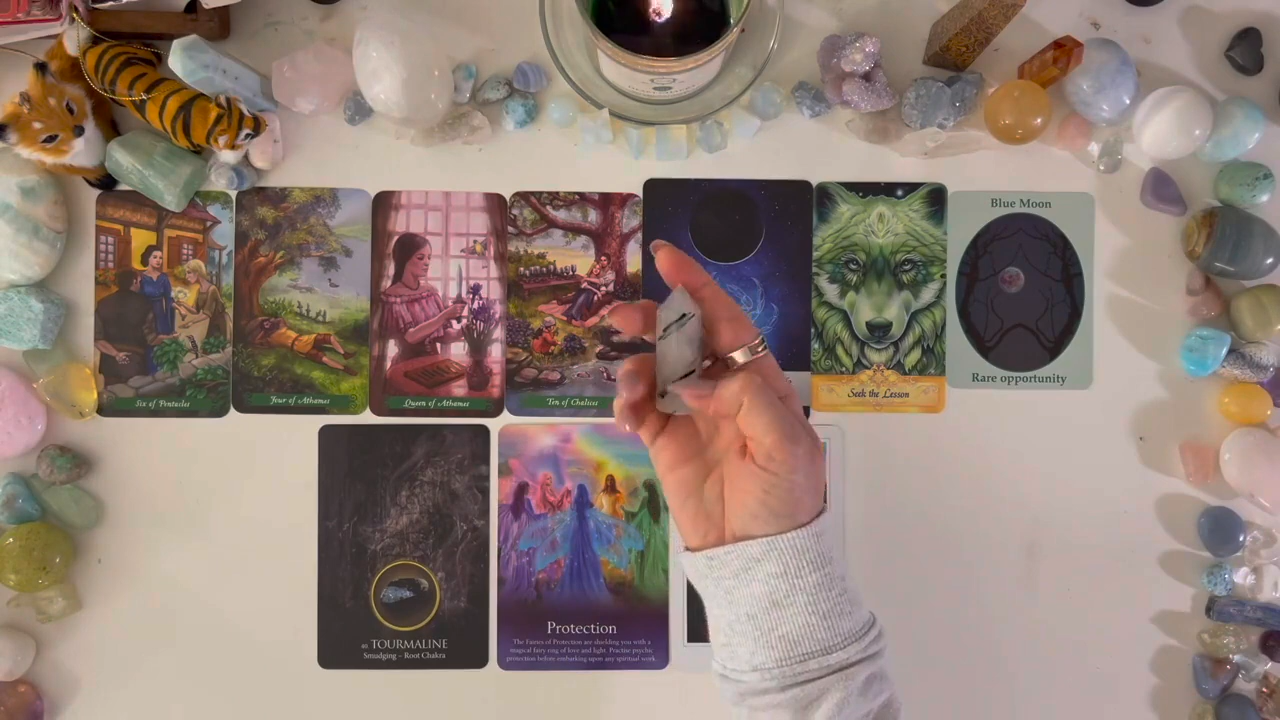 Six of Pentacles
Four of Athames
Queen of Athames
Ten of Chalices
Seek the Lesson
Blue Moon
Rare opportunity
40. TOURMALINE
Smudging – Root Chakra
Protection
The Fairies of Protection are shielding you with a
magical fairy ring of love and light. Practise psychic
protection before embarking upon any spiritual work.